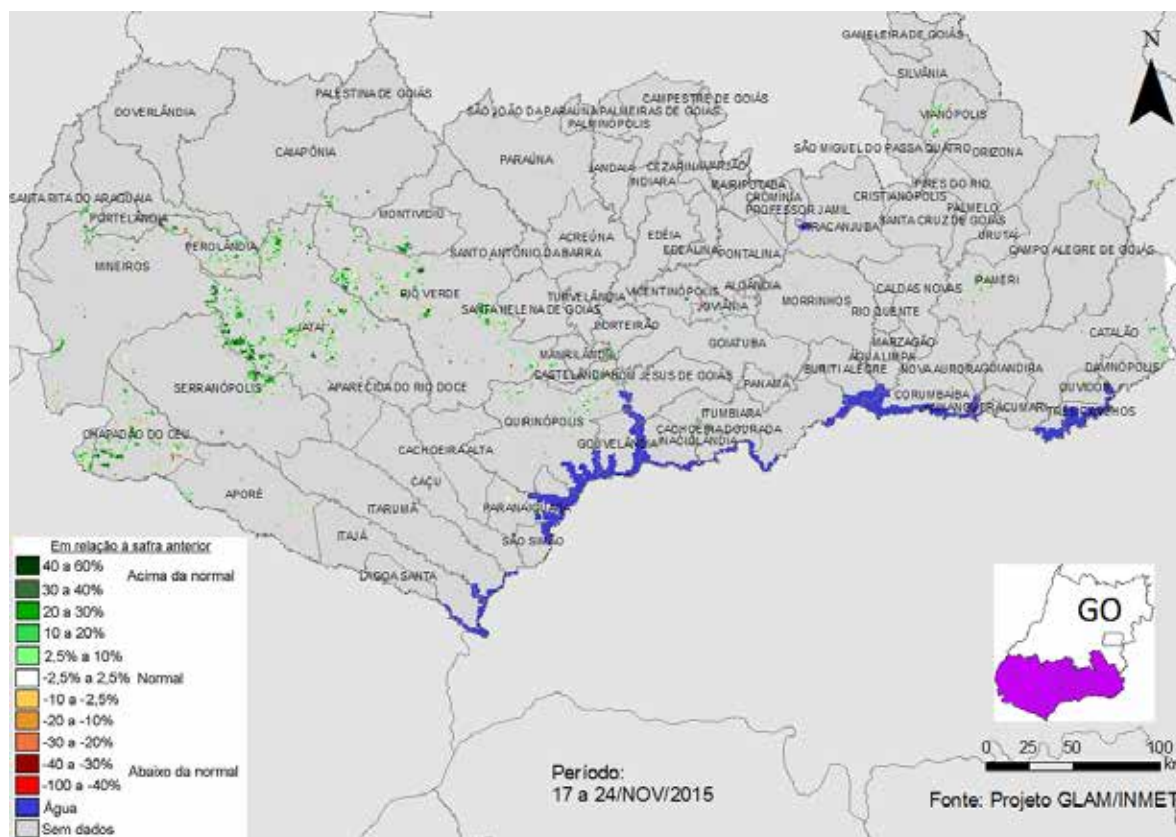 GAMELEIRA DE GOIÁS
N
SILVÂNIA
PALESTINA DE GOIÁS
CAMPESTRE DE GOIÁS
DOVERLÂNDIA
SÃO JOÃO DA PARAÚNA PALMEIRAS DE GOIÁS
VIANÓPOLIS
PALMINÓPOLIS
CAIAPÔNIA
PARAÚNA
SÃO MIGUEL DO PASSA QUATRO
ORIZONA
JANDAIA
CEZARINA VARJÃO
INDIARA
MAIRIPOTABA
PIRES DO RIO
SANTA RITA DO ARAGUAIA
CROMÍNIA
CRISTIANÓPOLIS
PROFESSOR JAMIL
PALMELO
PORTELÂNDIA
MONTIVIDIU
SANTA CRUZ DE GOIÁS
PIRACANJUBA
URUTAÍ
PEROLÂNDIA
ACREÚNA
EDÉIA
CAMPO ALEGRE DE GOIÁS
SANTO ANTÔNIO DA BARRA
EDEALINA
PONTALINA
MINEIROS
IPAMERI
RIO VERDE
TURVELÂNDIA
VICENTINÓPOLIS
ALOÂNDIA
CALDAS NOVAS
SANTA HELENA DE GOIÁS
JOVIÂNIA
MORRINHOS
RIO QUENTE
JATAÍ
PORTEIRÃO
CATALÃO
GOIATUBA
MARZAGÃO
MAURILÂNDIA
ÁGUA LIMPA
SERRANÓPOLIS
APARECIDA DO RIO DOCE
CASTELÂNDIA
BOM JESUS DE GOIÁS
BURITI ALEGRE
NOVA AURORA
GOIANDIRA
DAVINÓPOLIS
PANAMÁ
OUVIDOR
CORUMBAÍBA
QUIRINÓPOLIS
ITUMBIARA
CHAPADÃO DO CÉU
CACHOEIRA DOURADA
GOUVELÂNDIA
INACIOLÂNDIA
CACHOEIRA ALTA
CAÇU
APORÉ
ITARUMÃ
PARANAIGUARA
ITAJÁ
SÃO SIMÃO
LAGOA SANTA
Em relação à safra anterior
40 a 60%
Acima da normal
30 a 40%
20 a 30%
10 a 20%
2,5% a 10%
-2,5% a 2,5% Normal
-10 a -2,5%
-20 a -10%
-30 a -20%
-40 a -30%
Abaixo da normal
-100 a -40%
Água
Sem dados
GO
0 25 50 100
km
Período:
17 a 24/NOV/2015
Fonte: Projeto GLAM/INMET